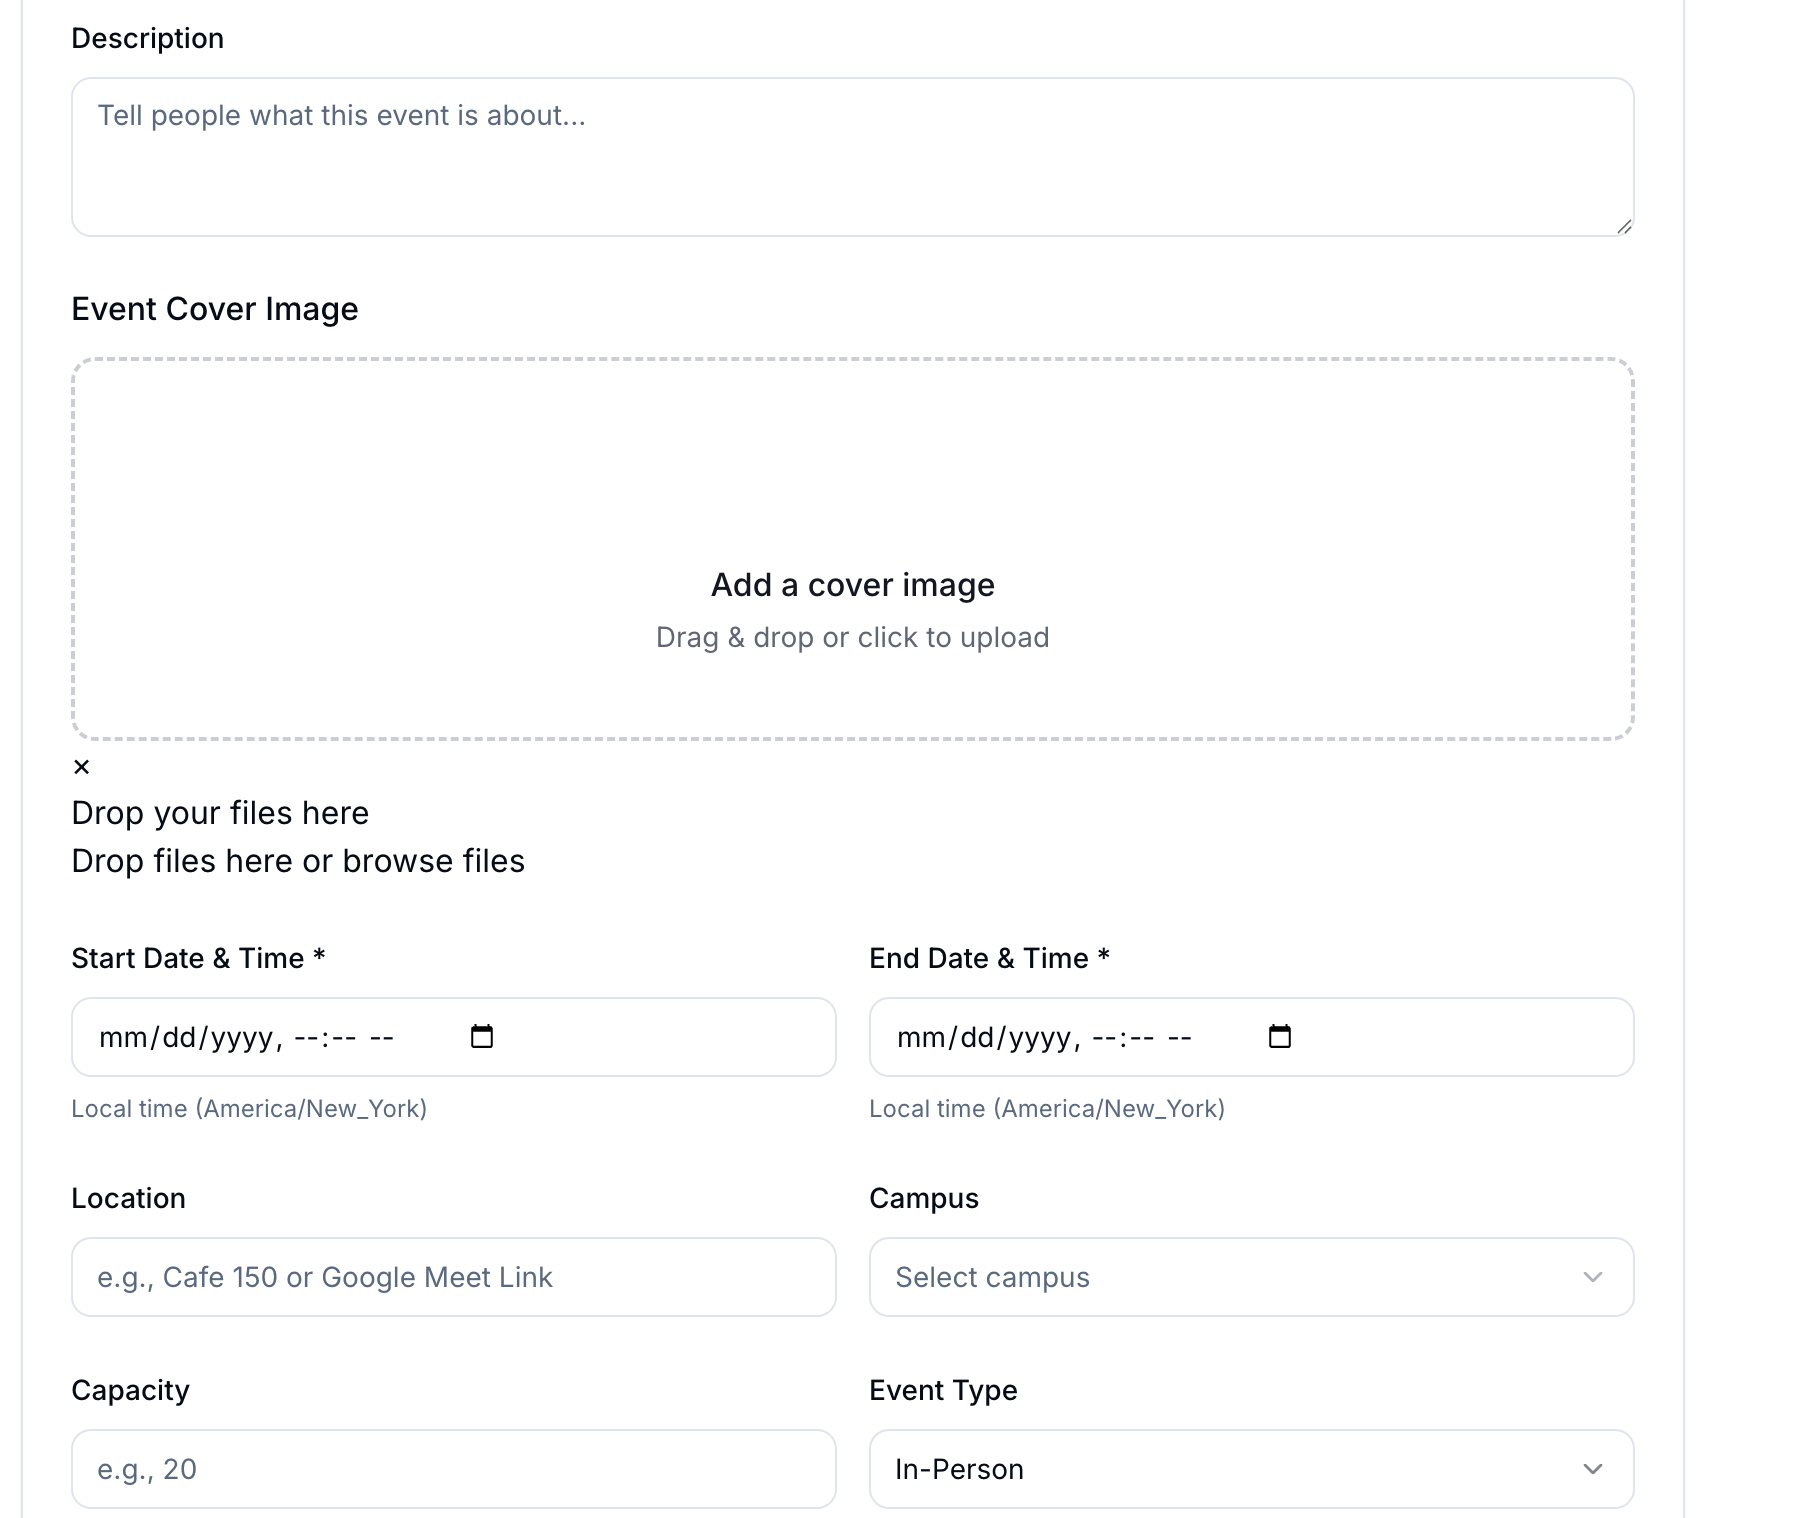 Description
Tell people what this event is about...
Event Cover Image
Add a cover image
Drag & drop or click to upload
×
Drop your files here
Drop files here or browse files
Start Date & Time *
End Date & Time *
mm/dd/yyyy, --:-- --
mm/dd/yyyy, --:-- --
Local time (America/New_York)
Local time (America/New_York)
Location
Campus
e.g., Cafe 150 or Google Meet Link
Select campus
Capacity
Event Type
e.g., 20
In-Person